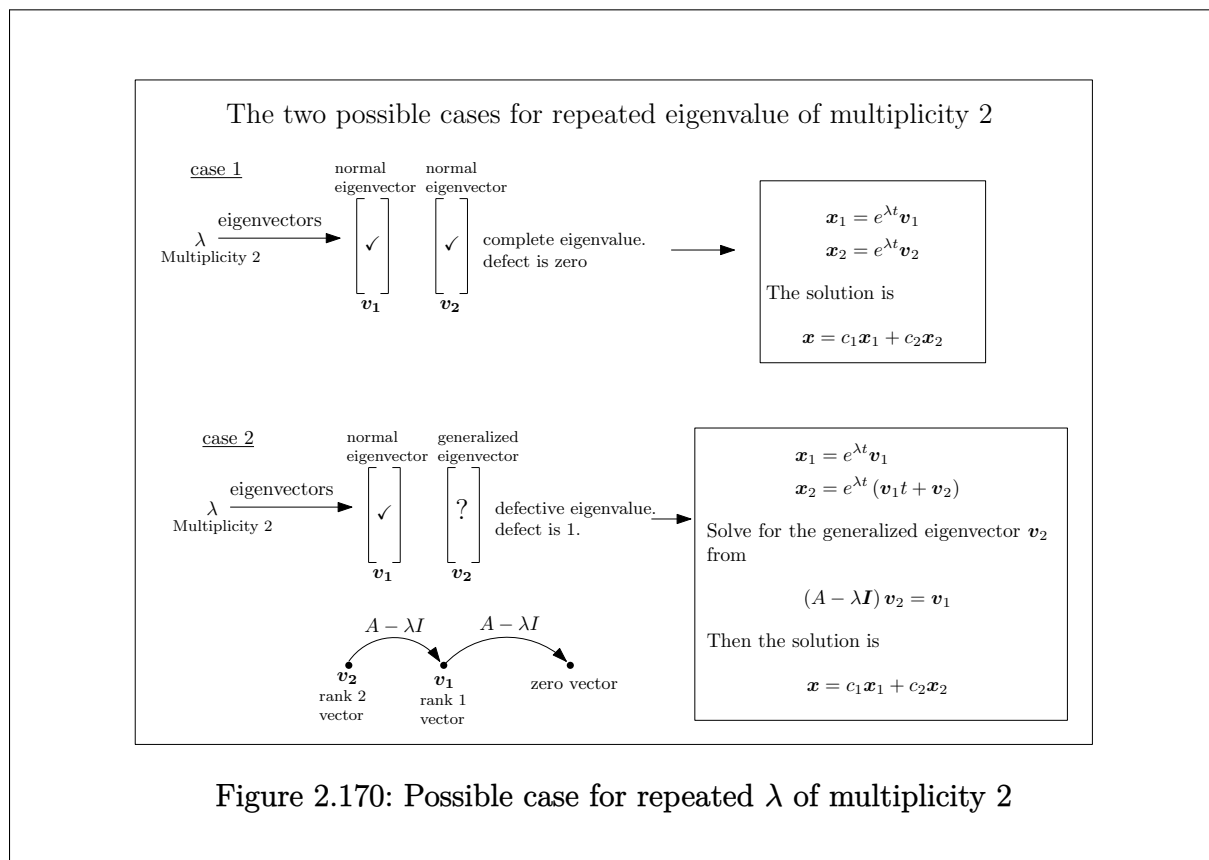 The two possible cases for repeated eigenvalue of multiplicity 2
case 1
normal eigenvector
normal eigenvector
eigenvectors
λ
Multiplicity 2
✓
✓
v₁
v₂
complete eigenvalue.
defect is zero
x₁ = e^{λt} v₁
x₂ = e^{λt} v₂
The solution is
x = c₁x₁ + c₂x₂
case 2
normal eigenvector
generalized eigenvector
eigenvectors
λ
Multiplicity 2
✓
?
v₁
v₂
defective eigenvalue.
defect is 1.
A − λI
A − λI
v₂
rank 2
vector
v₁
rank 1
vector
zero vector
x₁ = e^{λt} v₁
x₂ = e^{λt} (v₁t + v₂)
Solve for the generalized eigenvector v₂
from
(A − λI) v₂ = v₁
Then the solution is
x = c₁x₁ + c₂x₂
Figure 2.170: Possible case for repeated λ of multiplicity 2